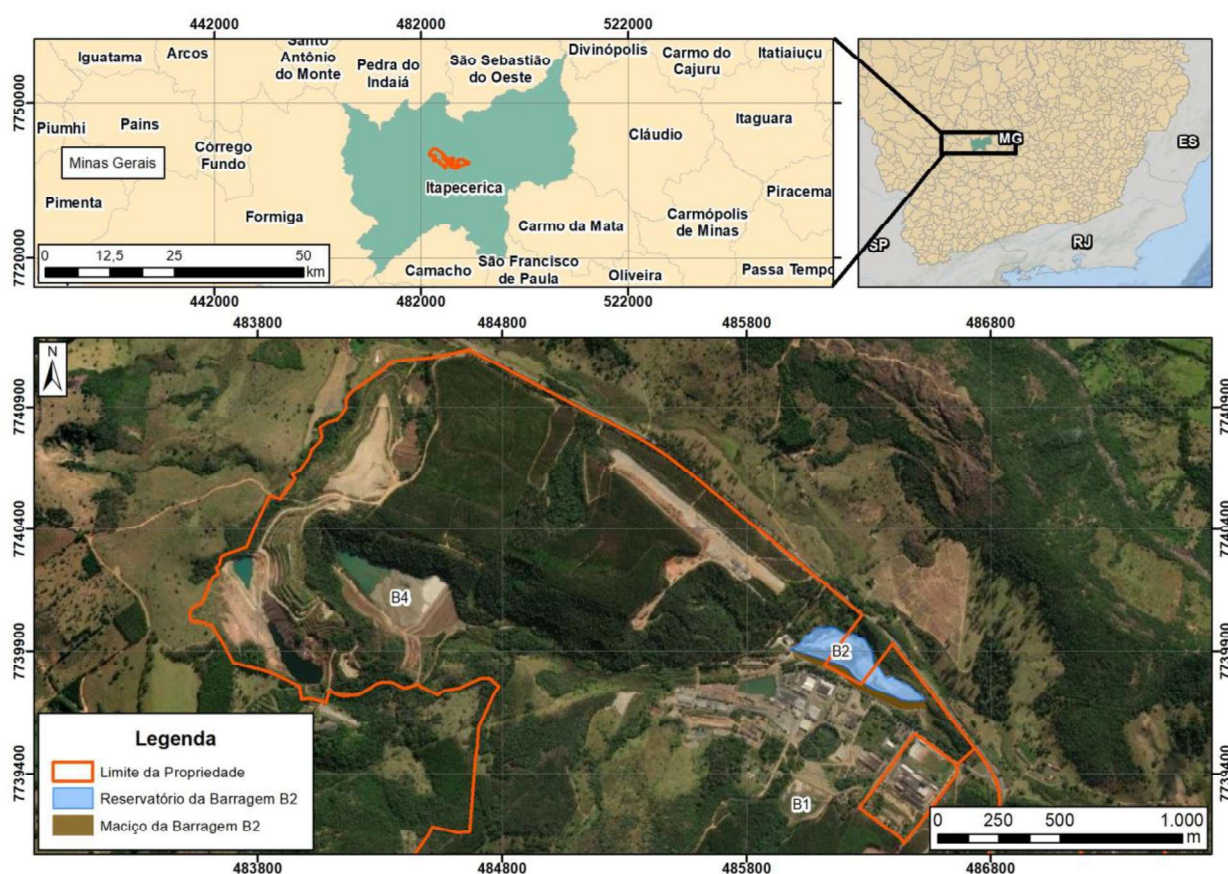 442000
482000
522000
Iguatama
Arcos
Santo
Antônio
do Monte
Pedra do
Indaiá
São Sebastião
do Oeste
Divinópolis
Carmo do
Cajuru
Itatiaiuçu
7750000
Piumhi
Pains
Córrego
Fundo
Cláudio
Itaguara
Minas Gerais
Itapecerica
Pimenta
Formiga
Carmo da Mata
Carmópolis
de Minas
Piracema
0 12,5 25 50
km
7720000
Camacho
São Francisco
de Paula
Oliveira
Passa Tempo
442000
482000
522000
MG
ES
SP
RJ
483800
484800
485800
486800
N
7740900
7740900
7740400
7740400
B4
7739900
B2
7739900
Legenda
Limite da Propriedade
Reservatório da Barragem B2
Maciço da Barragem B2
7739400
B1
7739400
0 250 500 1.000
m
483800
484800
485800
486800